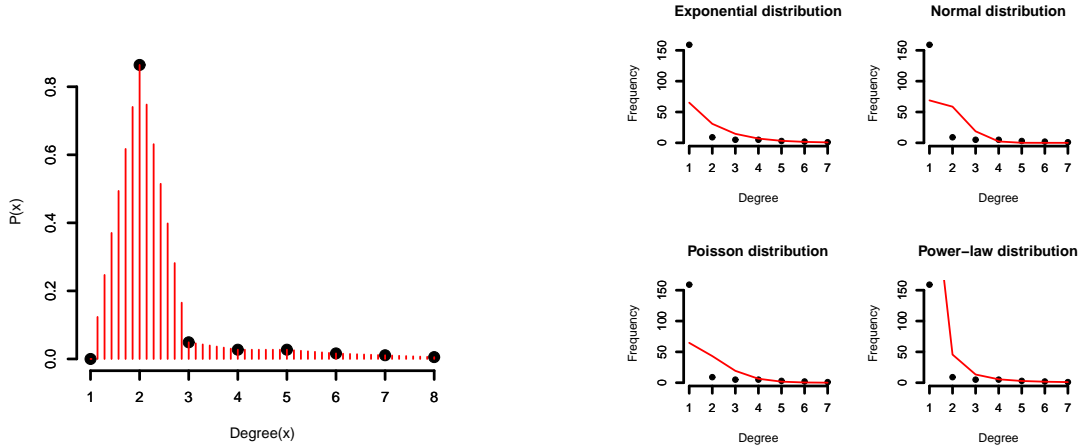 P(x)
0.8
0.6
0.4
0.2
0.0
1 2 3 4 5 6 7 8
Degree(x)
Exponential distribution
Frequency
150
100
50
0
1 2 3 4 5 6 7
Degree
Normal distribution
Frequency
150
100
50
0
1 2 3 4 5 6 7
Degree
Poisson distribution
Frequency
150
100
50
0
1 2 3 4 5 6 7
Degree
Power−law distribution
Frequency
150
100
50
0
1 2 3 4 5 6 7
Degree